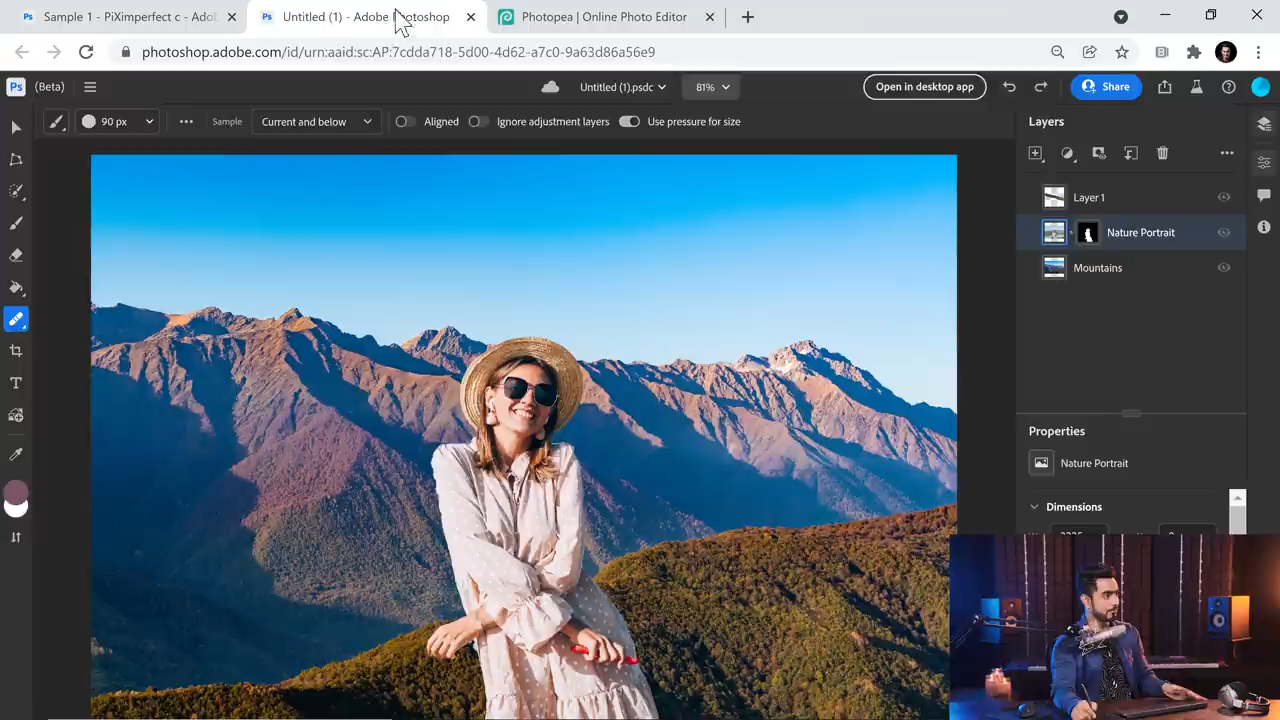 Sample 1 - PiXimperfect c - Adob
Untitled (1) - Adobe Photoshop
Photopea | Online Photo Editor
photoshop.adobe.com/id/urn:aaid:sc:AP:7cdda718-5d00-4d62-a7c0-9a63d86a56e9
Ps (Beta)
Untitled (1).psdc
81%
Open in desktop app
Share
90 px
Sample
Current and below
Aligned
Ignore adjustment layers
Use pressure for size
Layers
Layer 1
Nature Portrait
Mountains
Properties
Nature Portrait
Dimensions